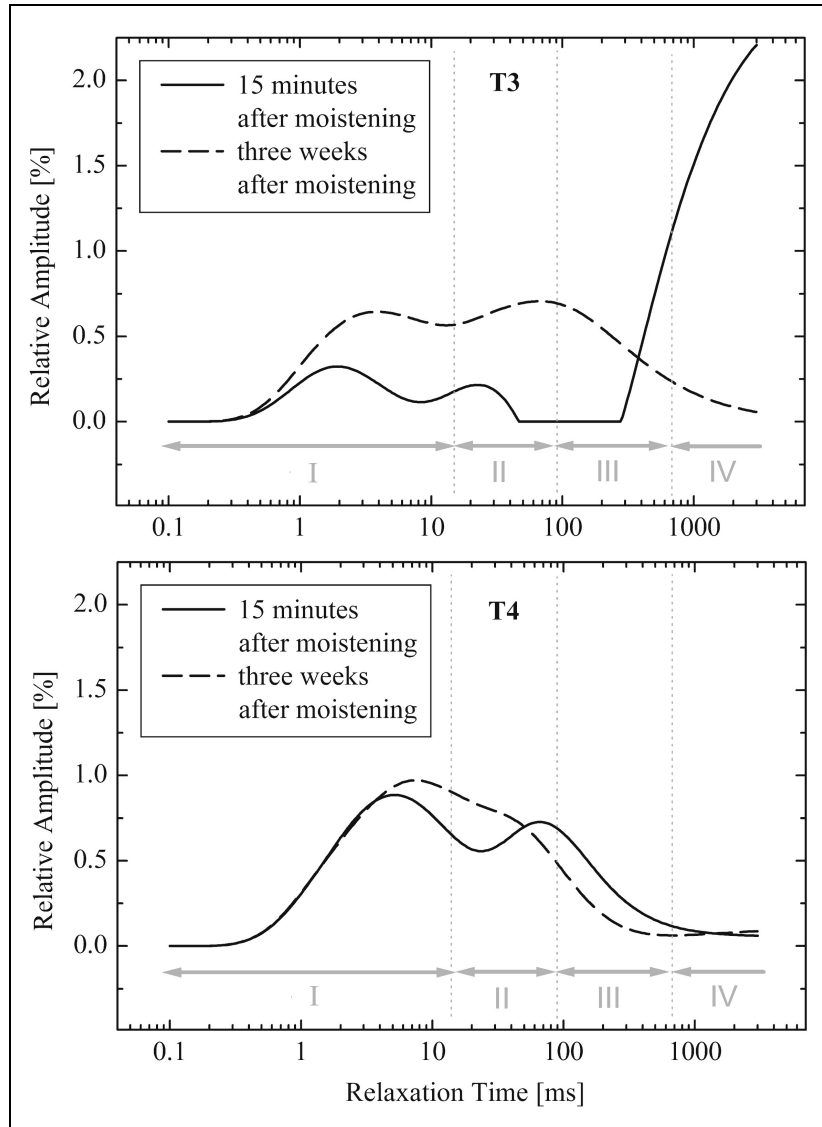 T3
15 minutes
after moistening
three weeks
after moistening
Relative Amplitude [%]
2.0
1.5
1.0
0.5
0.0
I II III IV
0.1 1 10 100 1000
T4
15 minutes
after moistening
three weeks
after moistening
Relative Amplitude [%]
2.0
1.5
1.0
0.5
0.0
I II III IV
0.1 1 10 100 1000
Relaxation Time [ms]